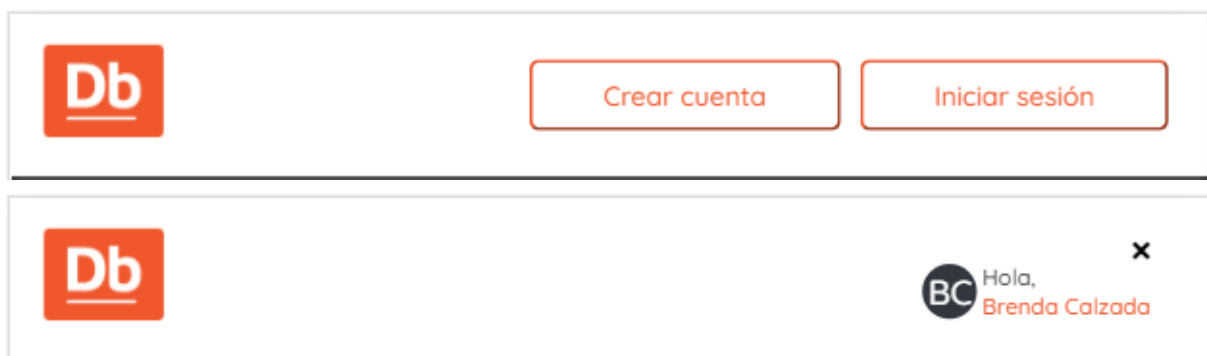 Db
Crear cuenta
Iniciar sesión
Db
BC
Hola,
Brenda Calzada